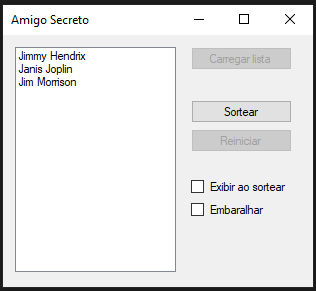 Amigo Secreto
Jimmy Hendrix
Janis Joplin
Jim Morrison
Carregar lista
Sortear
Reiniciar
Exibir ao sortear
Embaralhar